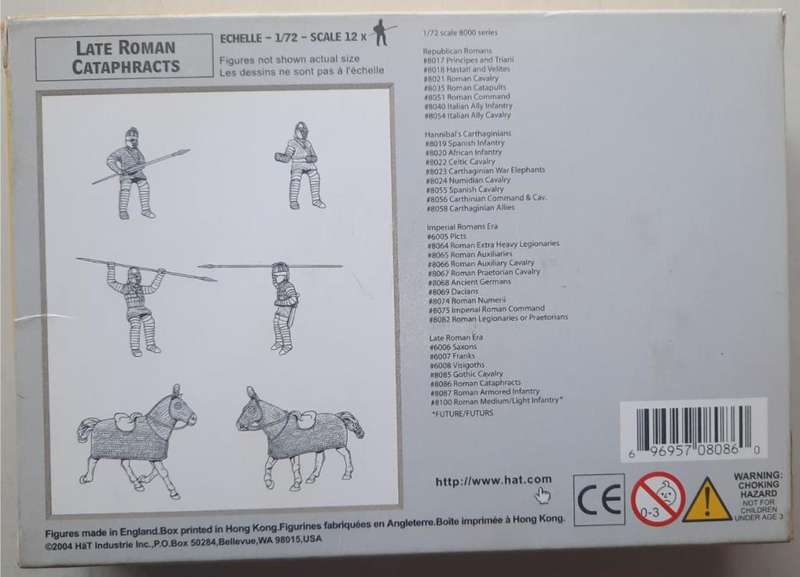 LATE ROMAN
CATAPHRACTS
ECHELLE - 1/72 - SCALE 12 x
Figures not shown actual size
Les dessins ne sont pas à l'échelle
1/72 scale 8000 series
Republican Romans
#8017 Principes and Triarii
#8018 Hastati and Velites
#8021 Roman Cavalry
#8035 Roman Catapults
#8051 Roman Command
#8040 Italian Ally Infantry
#8054 Italian Ally Cavalry
Hannibal's Carthaginians
#8019 Spanish Infantry
#8020 African Infantry
#8022 Celtic Cavalry
#8023 Carthaginian War Elephants
#8024 Numidian Cavalry
#8055 Spanish Cavalry
#8056 Carthinian Command & Cav.
#8058 Carthaginian Allies
Imperial Romans Era
#6005 Picts
#8064 Roman Extra Heavy Legionaries
#8065 Roman Auxiliaries
#8066 Roman Auxiliary Cavalry
#8067 Roman Praetorian Cavalry
#8068 Ancient Germans
#8069 Dacians
#8074 Roman Numerii
#8075 Imperial Roman Command
#8082 Roman Legionaries or Praetorians
Late Roman Era
#6006 Saxons
#6007 Franks
#6008 Visigoths
#8085 Gothic Cavalry
#8086 Roman Cataphracts
#8087 Roman Armored Infantry
#8100 Roman Medium/Light Infantry*
*FUTURE/FUTURS
6 96957 08086 0
http://www.hat.com
CE
0-3
WARNING:
CHOKING
HAZARD
NOT FOR
CHILDREN
UNDER AGE 3
Figures made in England.Box printed in Hong Kong.Figurines fabriquées en Angleterre.Boîte imprimée à Hong Kong.
©2004 HäT Industrie Inc.,P.O.Box 50284,Bellevue,WA 98015,USA